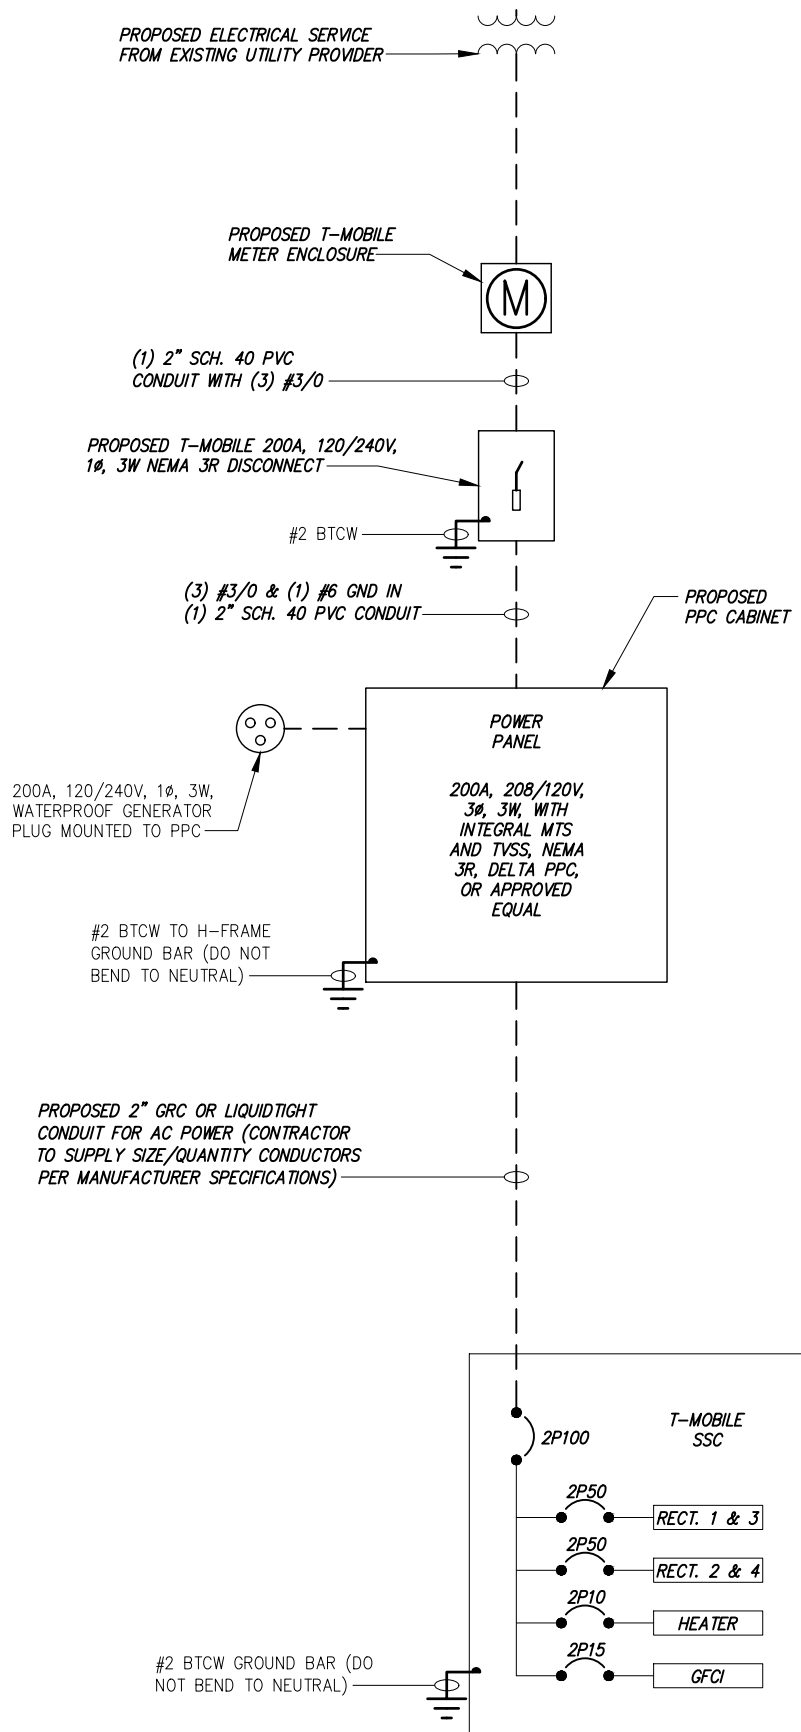 PROPOSED ELECTRICAL SERVICE
FROM EXISTING UTILITY PROVIDER
PROPOSED T-MOBILE
METER ENCLOSURE
M
(1) 2" SCH. 40 PVC
CONDUIT WITH (3) #3/0
PROPOSED T-MOBILE 200A, 120/240V,
1ø, 3W NEMA 3R DISCONNECT
#2 BTCW
(3) #3/0 & (1) #6 GND IN
(1) 2" SCH. 40 PVC CONDUIT
PROPOSED
PPC CABINET
POWER
PANEL
200A, 208/120V,
3ø, 3W, WITH
INTEGRAL MTS
AND TVSS, NEMA
3R, DELTA PPC,
OR APPROVED
EQUAL
200A, 120/240V, 1ø, 3W,
WATERPROOF GENERATOR
PLUG MOUNTED TO PPC
#2 BTCW TO H-FRAME
GROUND BAR (DO NOT
BEND TO NEUTRAL)
PROPOSED 2" GRC OR LIQUIDTIGHT
CONDUIT FOR AC POWER (CONTRACTOR
TO SUPPLY SIZE/QUANTITY CONDUCTORS
PER MANUFACTURER SPECIFICATIONS)
T-MOBILE
SSC
2P100
2P50
RECT. 1 & 3
2P50
RECT. 2 & 4
2P10
HEATER
2P15
GFCI
#2 BTCW GROUND BAR (DO
NOT BEND TO NEUTRAL)